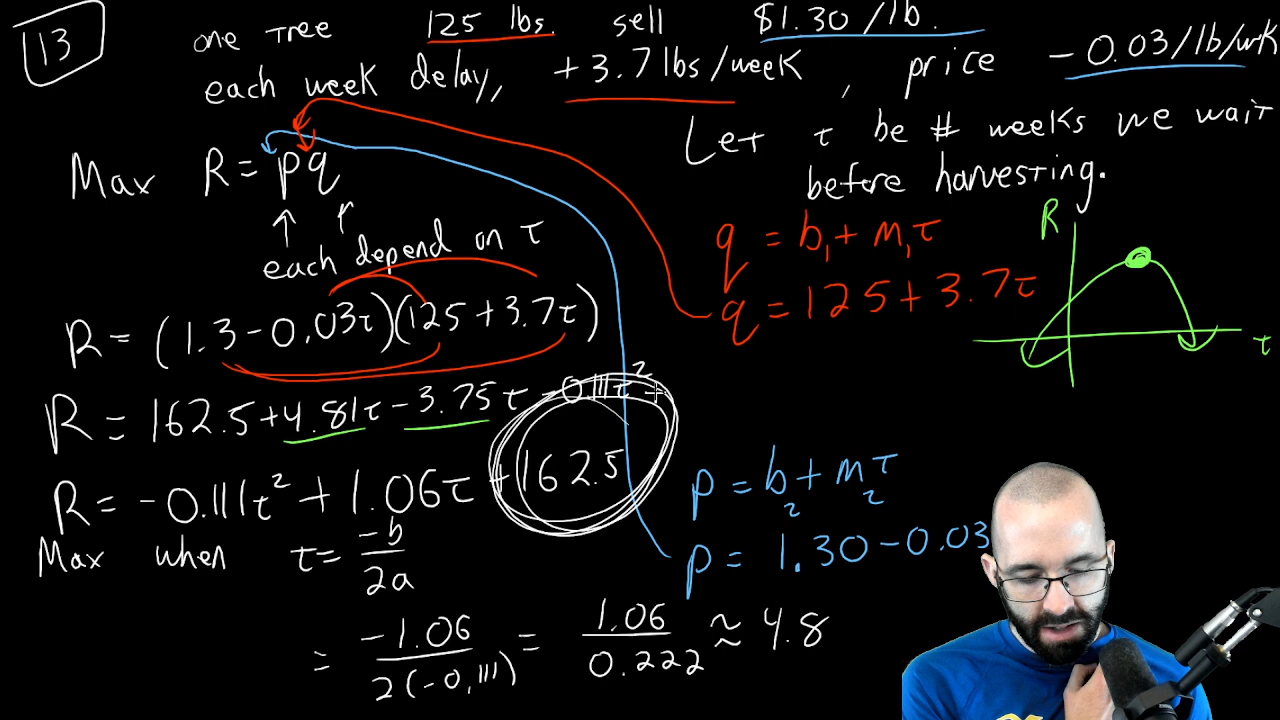 13
one tree 125 lbs. sell $1.30/lb.
each week delay, +3.7 lbs/week, price -0.03/lb/wk
Let t be # weeks we wait
before harvesting.
Max R = pq
each depend on t
q = b₁ + m₁t
q = 125 + 3.7t
R
t
R = (1.3 - 0.03t)(125 + 3.7t)
R = 162.5 + 4.81t - 3.75t - 0.111t²
R = -0.111t² + 1.06t + 162.5
p = b₂ + m₂t
p = 1.30 - 0.03
Max when t = -b/2a
= -1.06/2(-0.111) = 1.06/0.222 ≈ 4.8